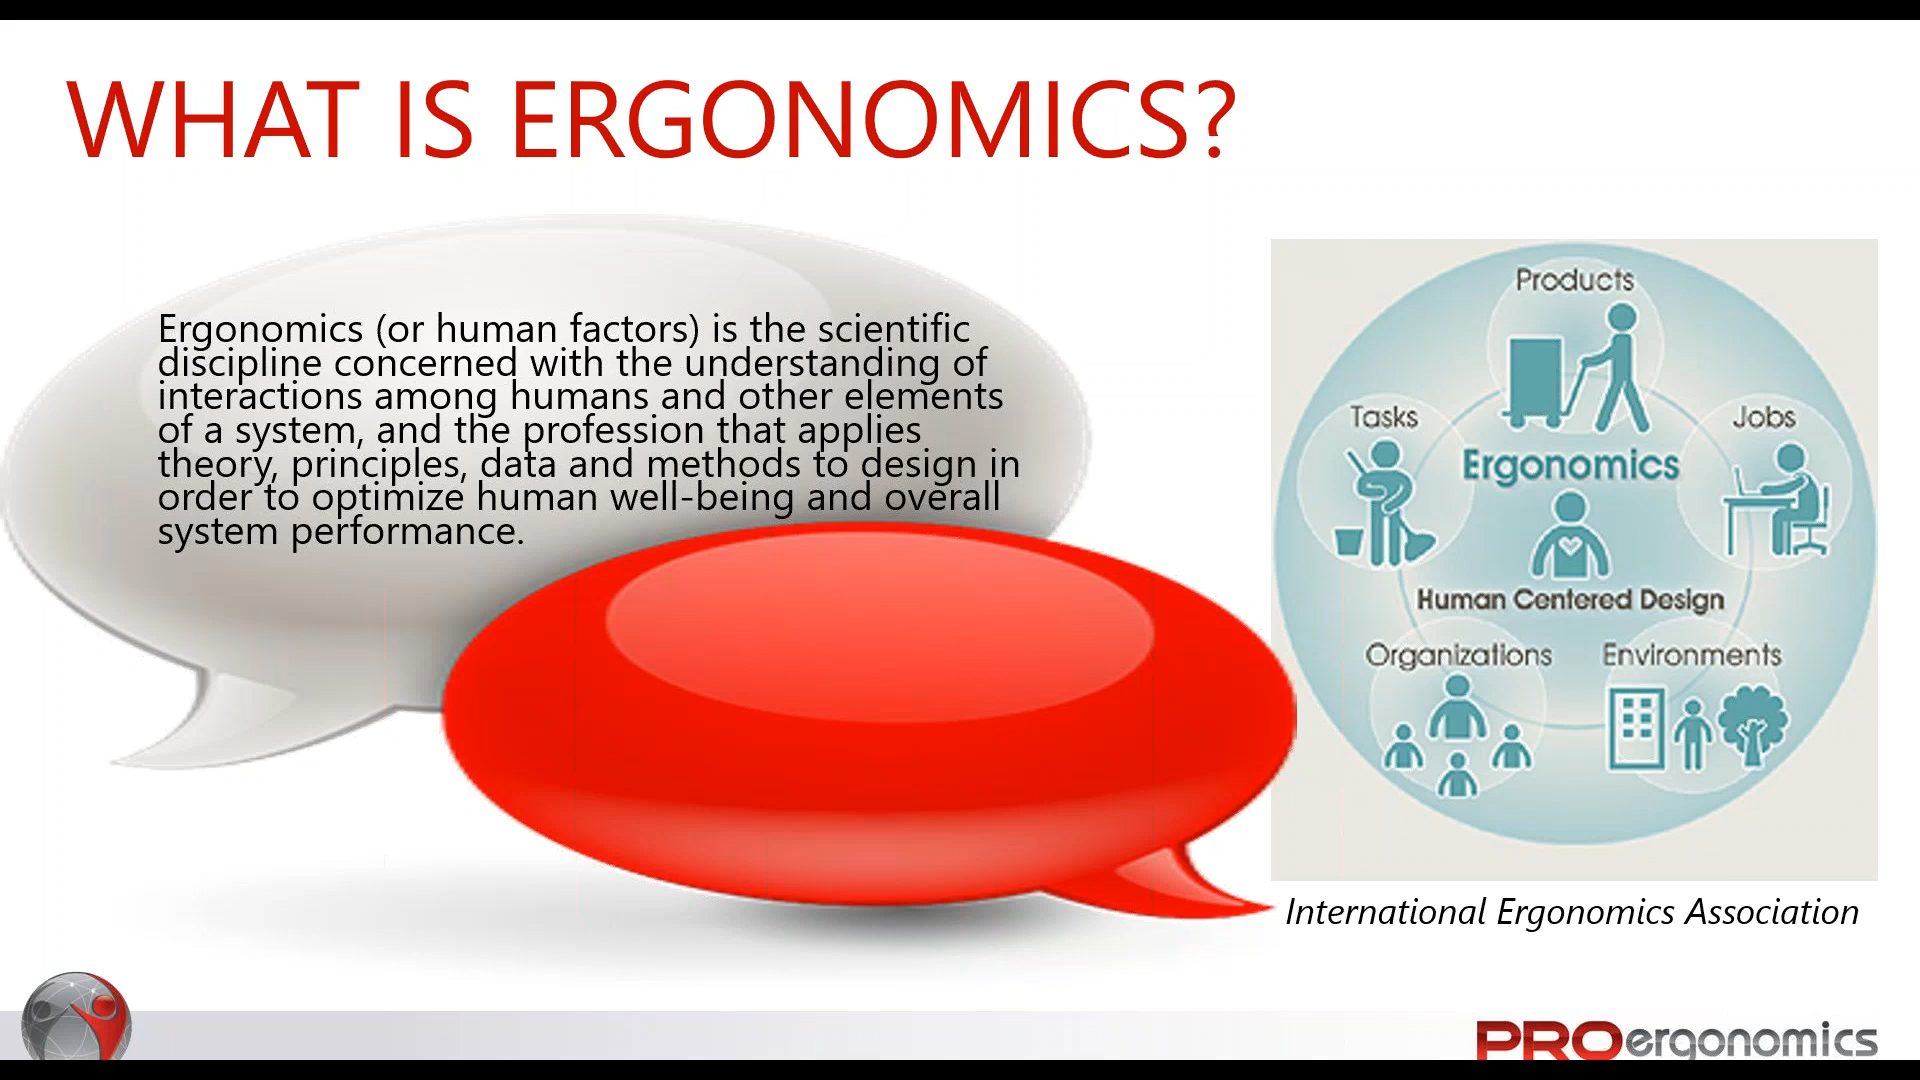 WHAT IS ERGONOMICS?
Ergonomics (or human factors) is the scientific
discipline concerned with the understanding of
interactions among humans and other elements
of a system, and the profession that applies
theory, principles, data and methods to design in
order to optimize human well-being and overall
system performance.
Products
Tasks
Jobs
Ergonomics
Human Centered Design
Organizations
Environments
International Ergonomics Association
PROergonomics